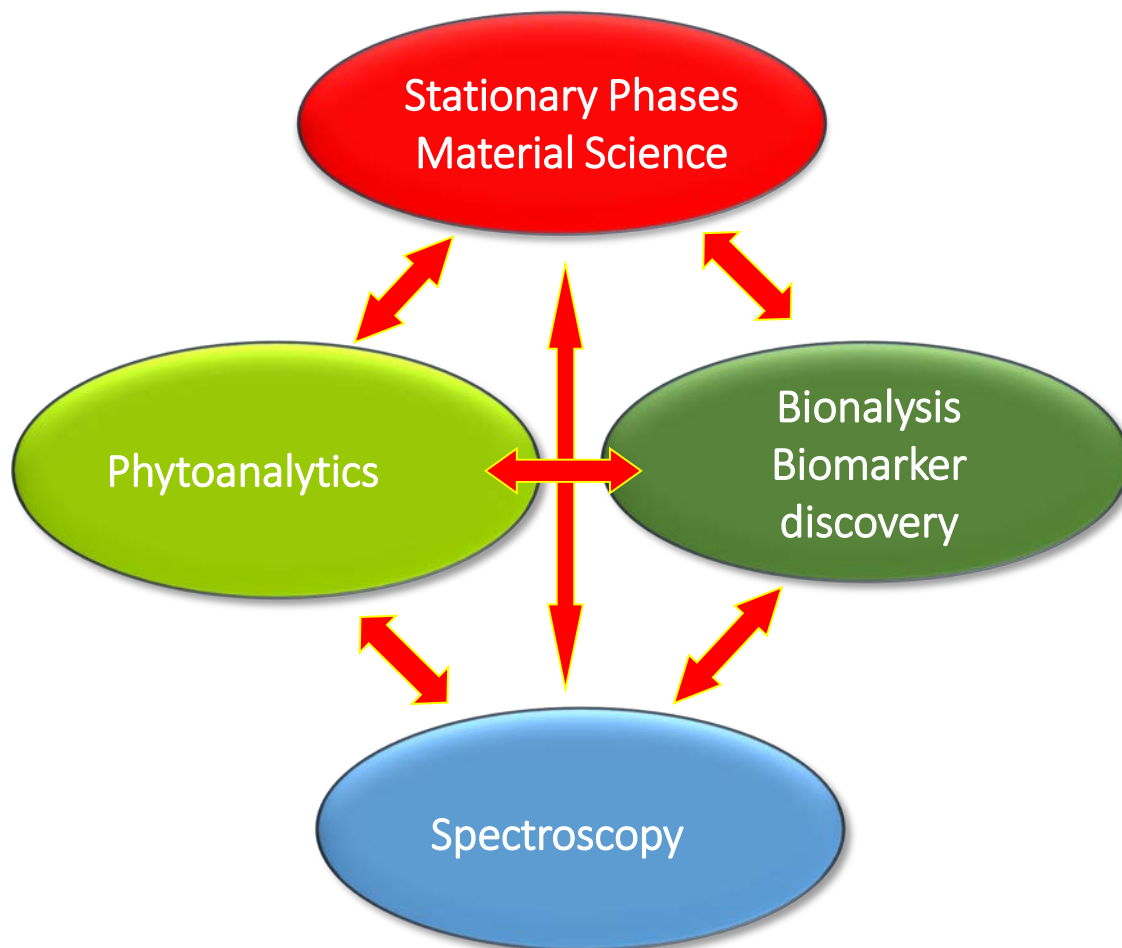 Stationary Phases
Material Science
Phytoanalytics
Bionalysis
Biomarker
discovery
Spectroscopy